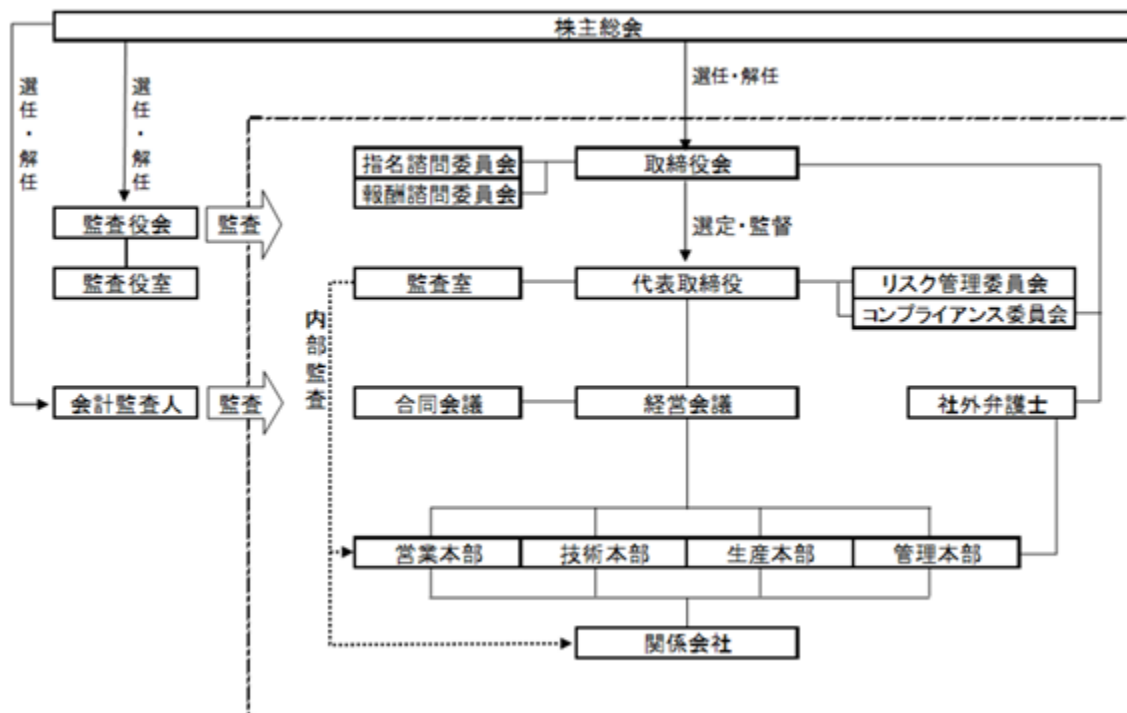 株主総会
選任・解任
選任・解任
選任・解任
指名諮問委員会
取締役会
報酬諮問委員会
監査役会
監査
選定・監督
監査役室
監査室
代表取締役
リスク管理委員会
コンプライアンス委員会
内部監査
会計監査人
監査
合同会議
経営会議
社外弁護士
営業本部
技術本部
生産本部
管理本部
関係会社